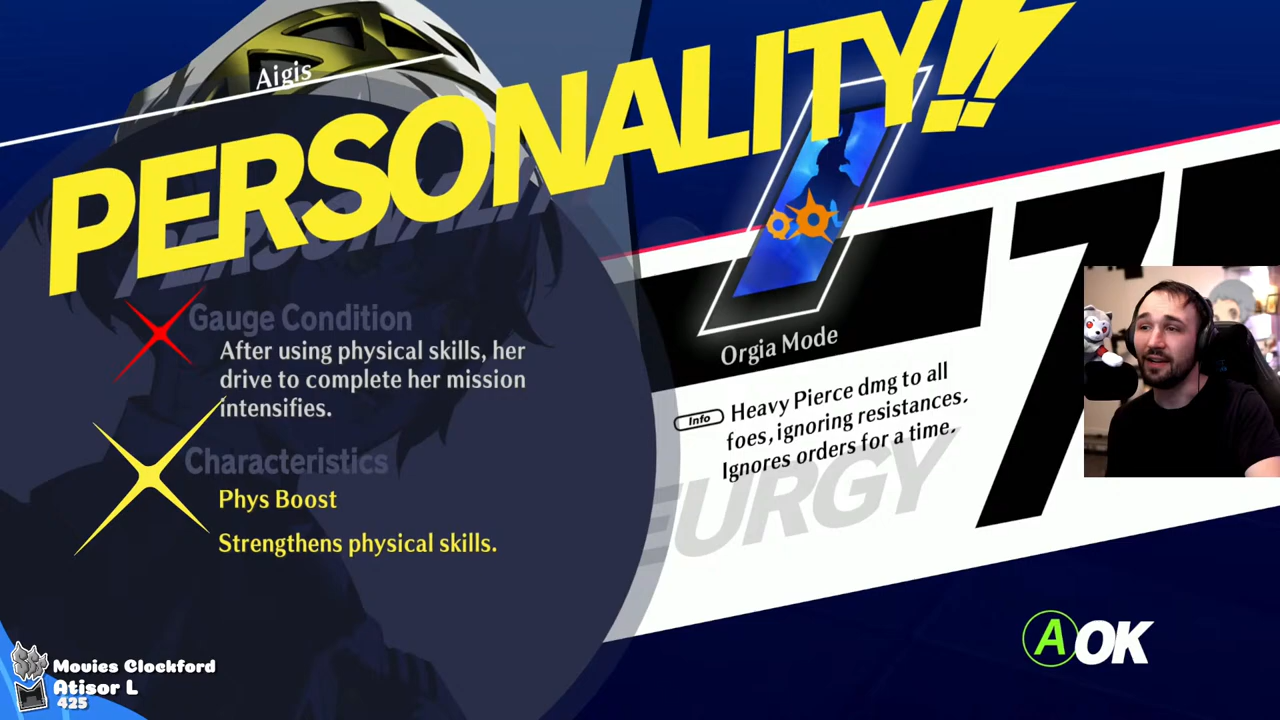 Aigis
PERSONALITY!!
Gauge Condition
After using physical skills, her
drive to complete her mission
intensifies.
Characteristics
Phys Boost
Strengthens physical skills.
Orgia Mode
Info
Heavy Pierce dmg to all
foes, ignoring resistances.
Ignores orders for a time.
EURGY
A OK
Movies Clockford
Atisor L
425